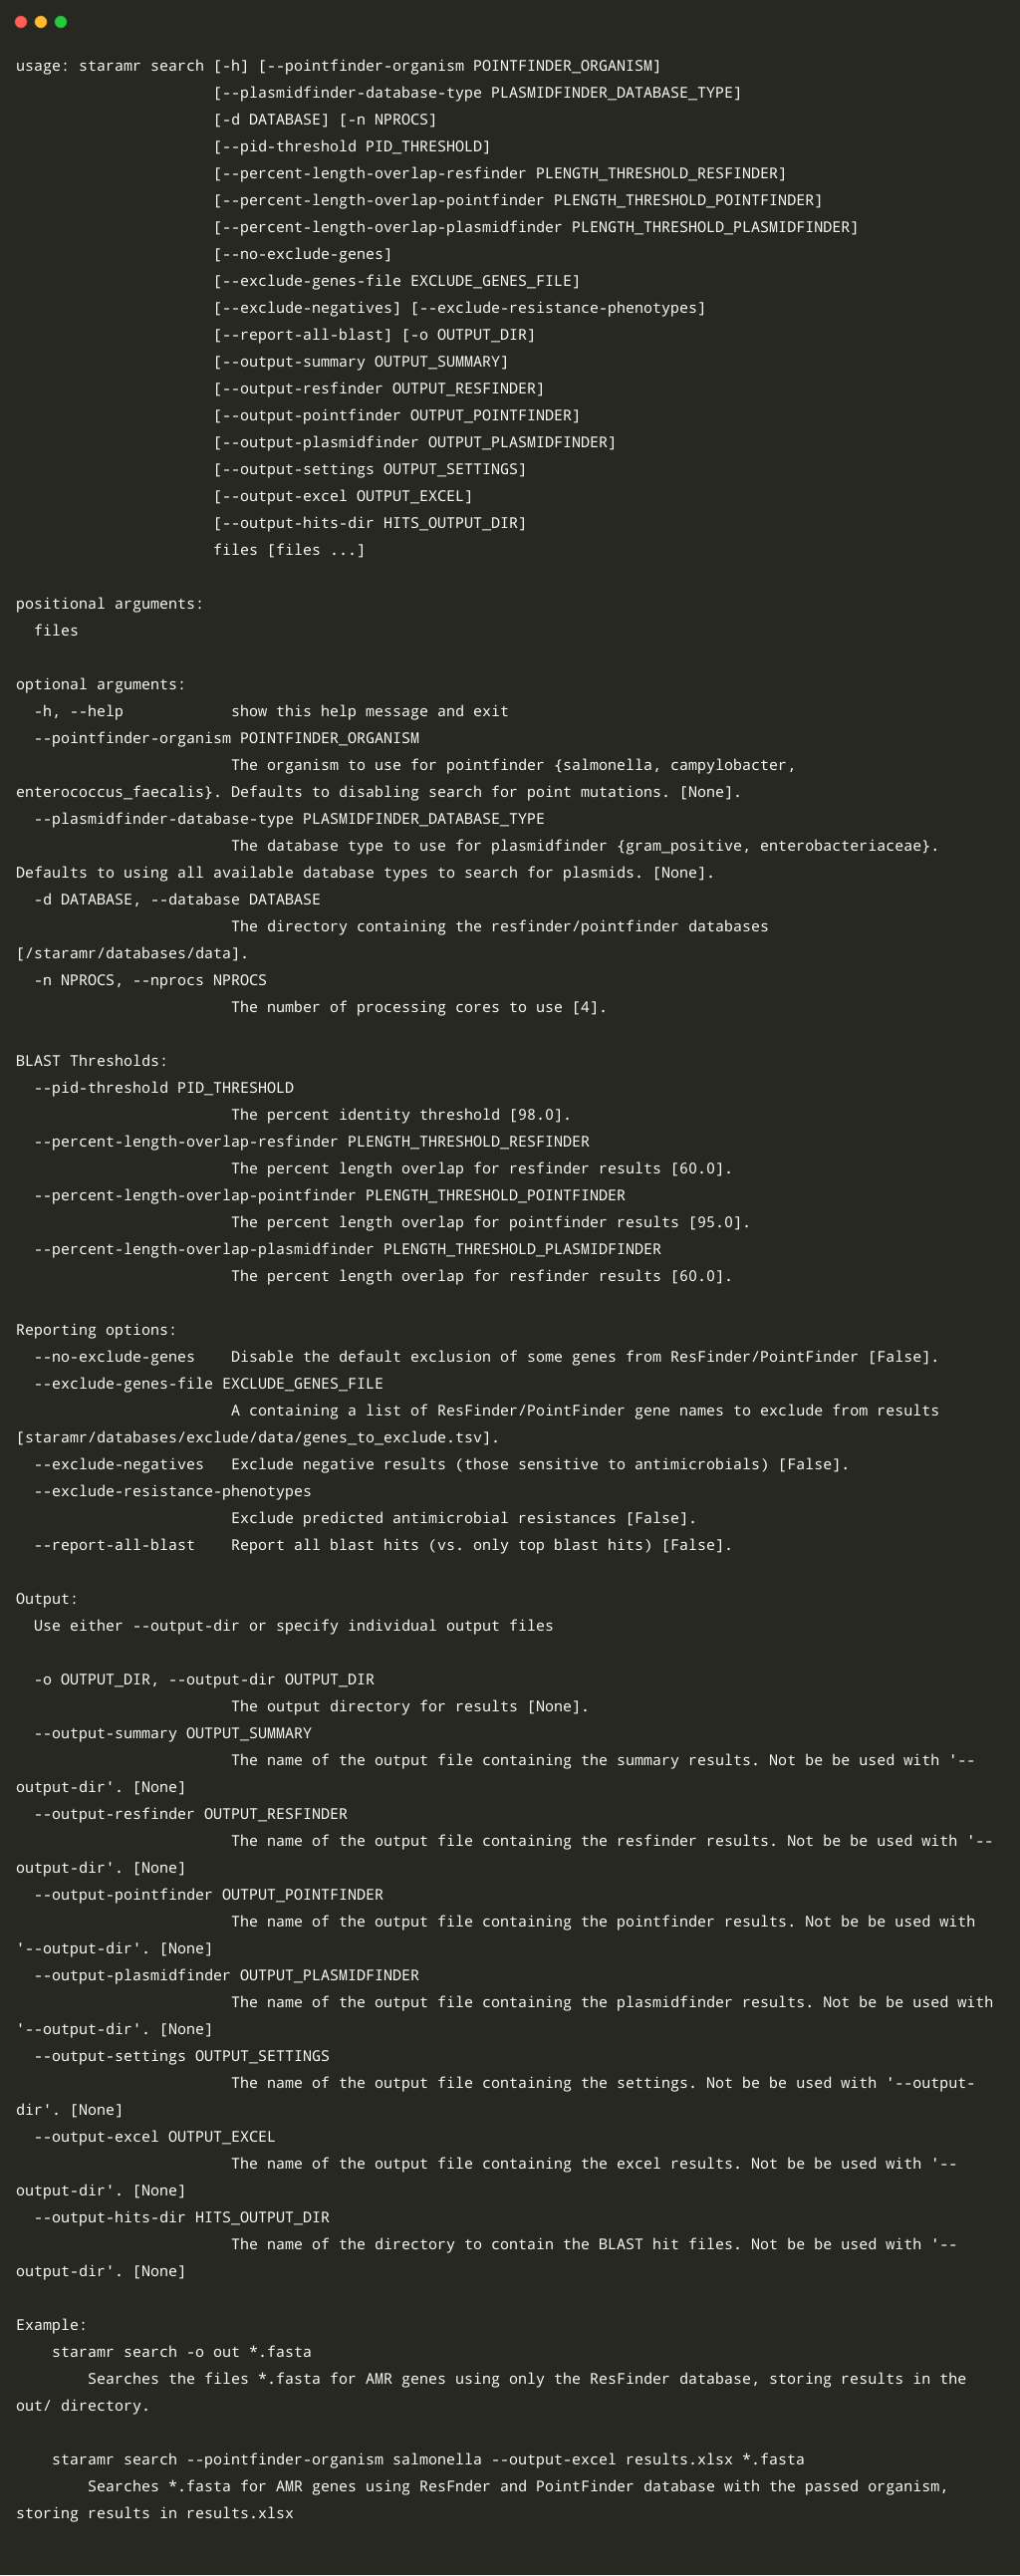 usage: staramr search [-h] [--pointfinder-organism POINTFINDER_ORGANISM]
                      [--plasmidfinder-database-type PLASMIDFINDER_DATABASE_TYPE]
                      [-d DATABASE] [-n NPROCS]
                      [--pid-threshold PID_THRESHOLD]
                      [--percent-length-overlap-resfinder PLENGTH_THRESHOLD_RESFINDER]
                      [--percent-length-overlap-pointfinder PLENGTH_THRESHOLD_POINTFINDER]
                      [--percent-length-overlap-plasmidfinder PLENGTH_THRESHOLD_PLASMIDFINDER]
                      [--no-exclude-genes]
                      [--exclude-genes-file EXCLUDE_GENES_FILE]
                      [--exclude-negatives] [--exclude-resistance-phenotypes]
                      [--report-all-blast] [-o OUTPUT_DIR]
                      [--output-summary OUTPUT_SUMMARY]
                      [--output-resfinder OUTPUT_RESFINDER]
                      [--output-pointfinder OUTPUT_POINTFINDER]
                      [--output-plasmidfinder OUTPUT_PLASMIDFINDER]
                      [--output-settings OUTPUT_SETTINGS]
                      [--output-excel OUTPUT_EXCEL]
                      [--output-hits-dir HITS_OUTPUT_DIR]
                      files [files ...]

positional arguments:
  files

optional arguments:
  -h, --help            show this help message and exit
  --pointfinder-organism POINTFINDER_ORGANISM
                        The organism to use for pointfinder {salmonella, campylobacter,
enterococcus_faecalis}. Defaults to disabling search for point mutations. [None].
  --plasmidfinder-database-type PLASMIDFINDER_DATABASE_TYPE
                        The database type to use for plasmidfinder {gram_positive, enterobacteriaceae}.
Defaults to using all available database types to search for plasmids. [None].
  -d DATABASE, --database DATABASE
                        The directory containing the resfinder/pointfinder databases
[/staramr/databases/data].
  -n NPROCS, --nprocs NPROCS
                        The number of processing cores to use [4].

BLAST Thresholds:
  --pid-threshold PID_THRESHOLD
                        The percent identity threshold [98.0].
  --percent-length-overlap-resfinder PLENGTH_THRESHOLD_RESFINDER
                        The percent length overlap for resfinder results [60.0].
  --percent-length-overlap-pointfinder PLENGTH_THRESHOLD_POINTFINDER
                        The percent length overlap for pointfinder results [95.0].
  --percent-length-overlap-plasmidfinder PLENGTH_THRESHOLD_PLASMIDFINDER
                        The percent length overlap for resfinder results [60.0].

Reporting options:
  --no-exclude-genes    Disable the default exclusion of some genes from ResFinder/PointFinder [False].
  --exclude-genes-file EXCLUDE_GENES_FILE
                        A containing a list of ResFinder/PointFinder gene names to exclude from results
[staramr/databases/exclude/data/genes_to_exclude.tsv].
  --exclude-negatives   Exclude negative results (those sensitive to antimicrobials) [False].
  --exclude-resistance-phenotypes
                        Exclude predicted antimicrobial resistances [False].
  --report-all-blast    Report all blast hits (vs. only top blast hits) [False].

Output:
  Use either --output-dir or specify individual output files

  -o OUTPUT_DIR, --output-dir OUTPUT_DIR
                        The output directory for results [None].
  --output-summary OUTPUT_SUMMARY
                        The name of the output file containing the summary results. Not be be used with '--
output-dir'. [None]
  --output-resfinder OUTPUT_RESFINDER
                        The name of the output file containing the resfinder results. Not be be used with '--
output-dir'. [None]
  --output-pointfinder OUTPUT_POINTFINDER
                        The name of the output file containing the pointfinder results. Not be be used with
'--output-dir'. [None]
  --output-plasmidfinder OUTPUT_PLASMIDFINDER
                        The name of the output file containing the plasmidfinder results. Not be be used with
'--output-dir'. [None]
  --output-settings OUTPUT_SETTINGS
                        The name of the output file containing the settings. Not be be used with '--output-
dir'. [None]
  --output-excel OUTPUT_EXCEL
                        The name of the output file containing the excel results. Not be be used with '--
output-dir'. [None]
  --output-hits-dir HITS_OUTPUT_DIR
                        The name of the directory to contain the BLAST hit files. Not be be used with '--
output-dir'. [None]

Example:
    staramr search -o out *.fasta
        Searches the files *.fasta for AMR genes using only the ResFinder database, storing results in the
out/ directory.

    staramr search --pointfinder-organism salmonella --output-excel results.xlsx *.fasta
        Searches *.fasta for AMR genes using ResFnder and PointFinder database with the passed organism,
storing results in results.xlsx